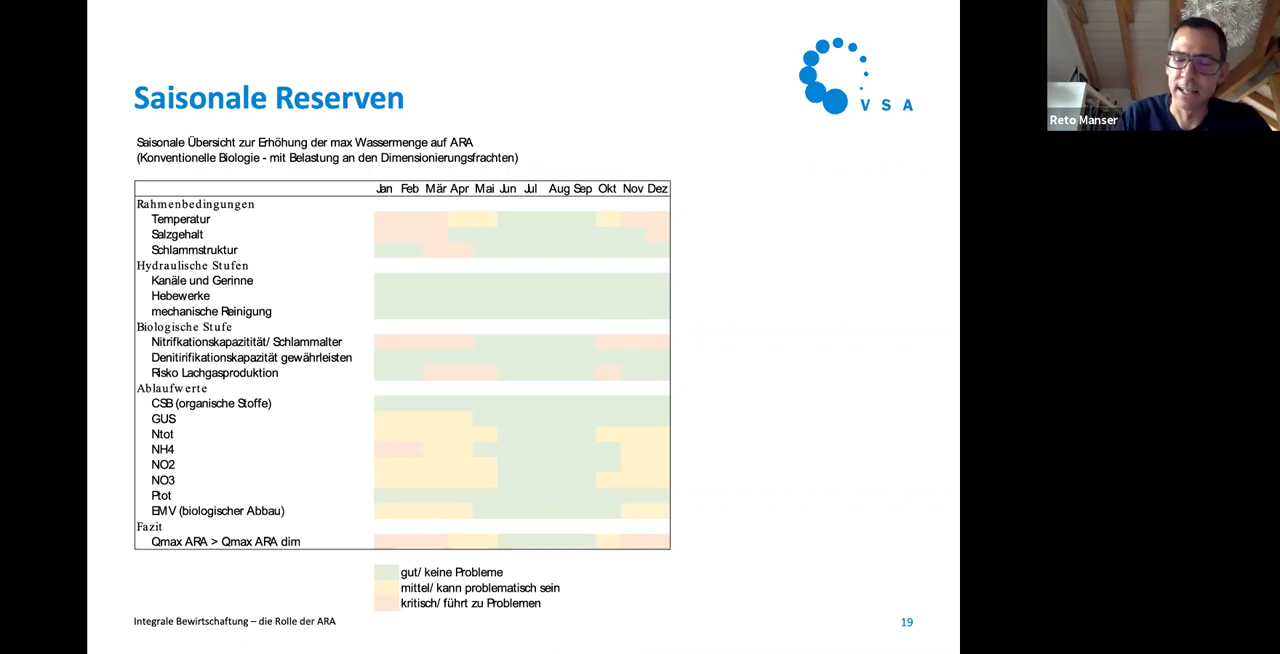 Saisonale Reserven
VSA
Reto Manser
Saisonale Übersicht zur Erhöhung der max Wassermenge auf ARA
(Konventionelle Biologie - mit Belastung an den Dimensionierungsfrachten)
Jan Feb Mär Apr Mai Jun Jul Aug Sep Okt Nov Dez
Rahmenbedingungen
Temperatur
Salzgehalt
Schlammstruktur
Hydraulische Stufen
Kanäle und Gerinne
Hebewerke
mechanische Reinigung
Biologische Stufe
Nitrifkationskapazitität/ Schlammalter
Denitirifikationskapazität gewährleisten
Risko Lachgasproduktion
Ablaufwerte
CSB (organische Stoffe)
GUS
Ntot
NH4
NO2
NO3
Ptot
EMV (biologischer Abbau)
Fazit
Qmax ARA > Qmax ARA dim
gut/ keine Probleme
mittel/ kann problematisch sein
kritisch/ führt zu Problemen
Integrale Bewirtschaftung – die Rolle der ARA
19